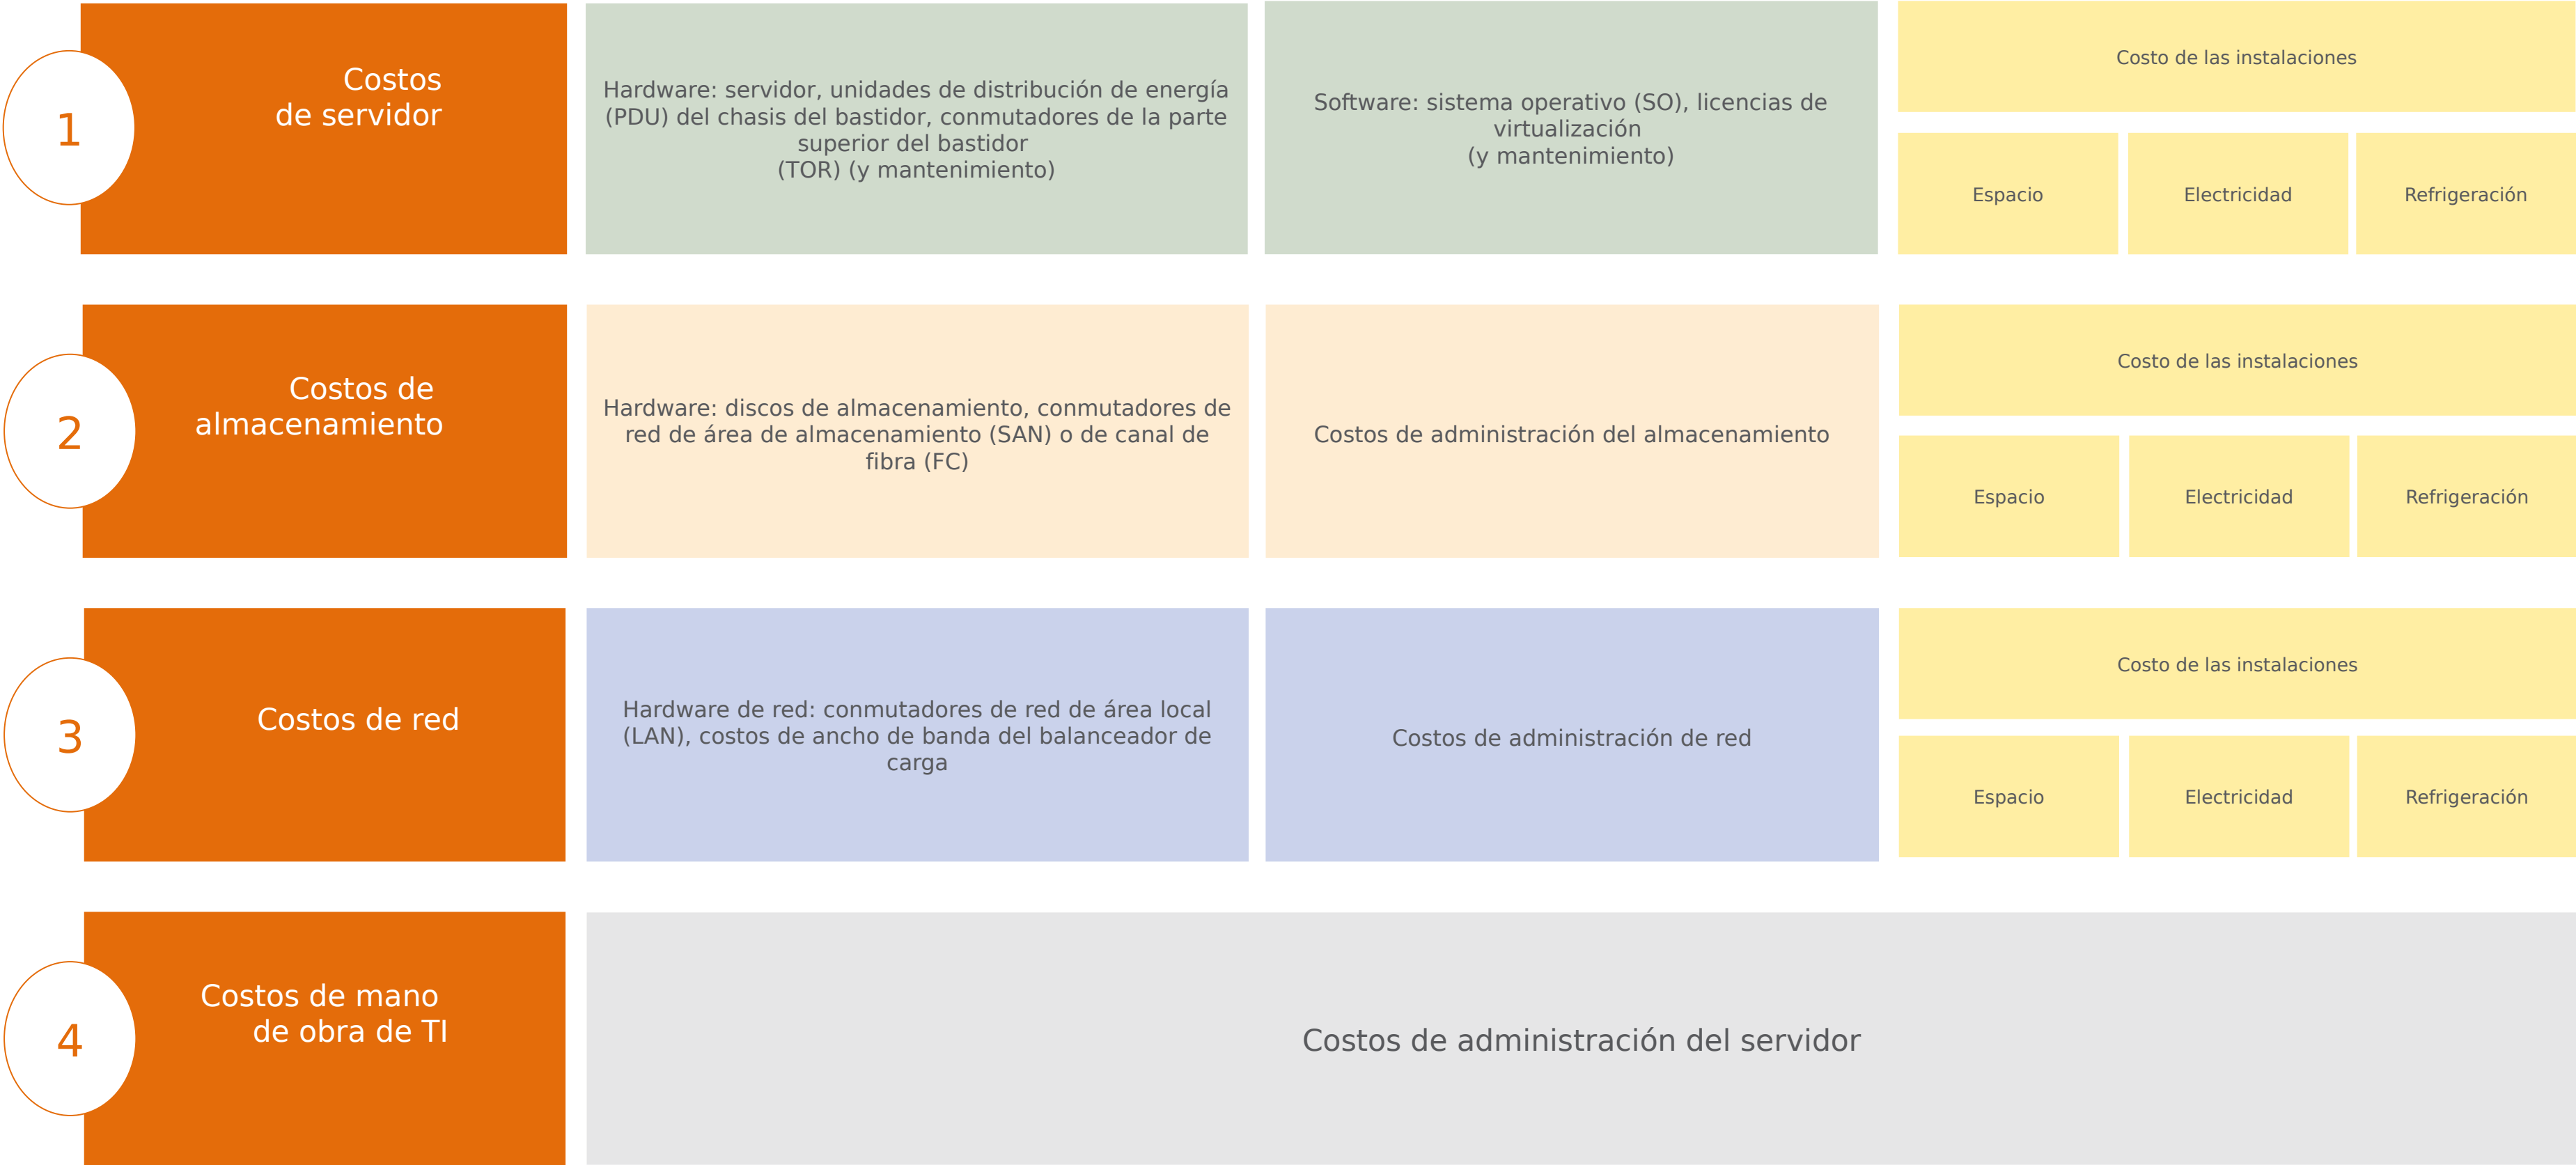 1
Costos
de servidor
Hardware: servidor, unidades de distribución de energía
(PDU) del chasis del bastidor, conmutadores de la parte
superior del bastidor
(TOR) (y mantenimiento)
Software: sistema operativo (SO), licencias de
virtualización
(y mantenimiento)
Costo de las instalaciones
Espacio
Electricidad
Refrigeración
2
Costos de
almacenamiento
Hardware: discos de almacenamiento, conmutadores de
red de área de almacenamiento (SAN) o de canal de
fibra (FC)
Costos de administración del almacenamiento
Costo de las instalaciones
Espacio
Electricidad
Refrigeración
3
Costos de red
Hardware de red: conmutadores de red de área local
(LAN), costos de ancho de banda del balanceador de
carga
Costos de administración de red
Costo de las instalaciones
Espacio
Electricidad
Refrigeración
4
Costos de mano
de obra de TI
Costos de administración del servidor